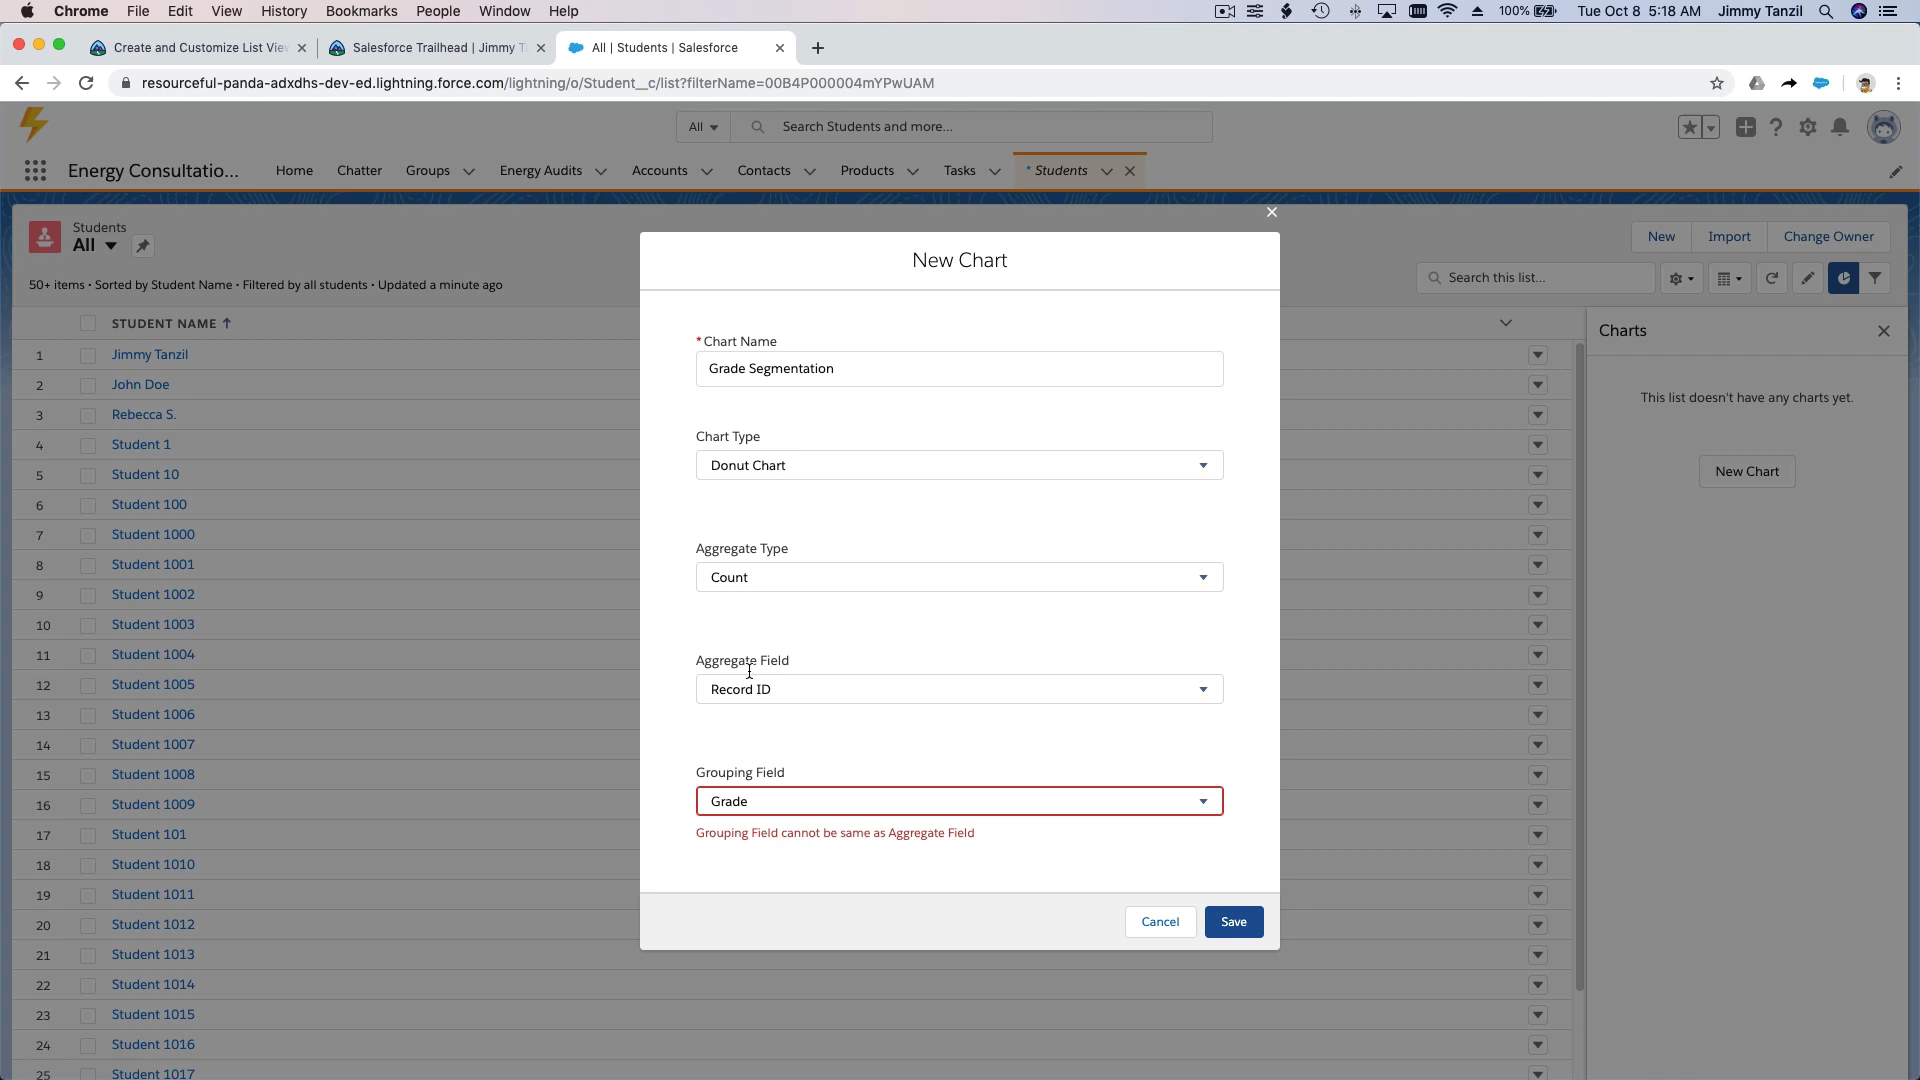 Chrome File Edit View History Bookmarks People Window Help 100% Tue Oct 8 5:18 AM Jimmy Tanzil
Create and Customize List Vie Salesforce Trailhead | Jimmy T All | Students | Salesforce
resourceful-panda-adxdhs-dev-ed.lightning.force.com/lightning/o/Student__c/list?filterName=00B4P000004mYPwUAM
All Search Students and more...
Energy Consultatio... Home Chatter Groups Energy Audits Accounts Contacts Products Tasks * Students
Students
All
New Import Change Owner
50+ items • Sorted by Student Name • Filtered by all students • Updated a minute ago
Search this list...
STUDENT NAME ↑
1 Jimmy Tanzil
2 John Doe
3 Rebecca S.
4 Student 1
5 Student 10
6 Student 100
7 Student 1000
8 Student 1001
9 Student 1002
10 Student 1003
11 Student 1004
12 Student 1005
13 Student 1006
14 Student 1007
15 Student 1008
16 Student 1009
17 Student 101
18 Student 1010
19 Student 1011
20 Student 1012
21 Student 1013
22 Student 1014
23 Student 1015
24 Student 1016
25 Student 1017
New Chart
* Chart Name
Grade Segmentation
Chart Type
Donut Chart
Aggregate Type
Count
Aggregate Field
Record ID
Grouping Field
Grade
Grouping Field cannot be same as Aggregate Field
Cancel Save
Charts
This list doesn't have any charts yet.
New Chart